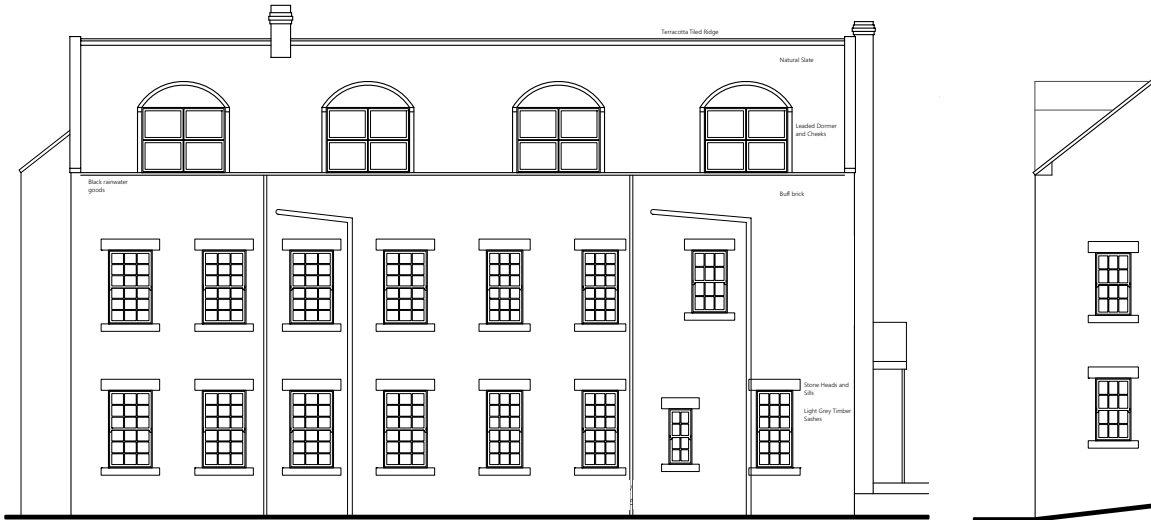 Terracotta Tiled Ridge
Natural Slate
Leaded Dormer
and Cheeks
Black rainwater
goods
Buff brick
Stone Heads and
Sills
Light Grey Timber
Sashes